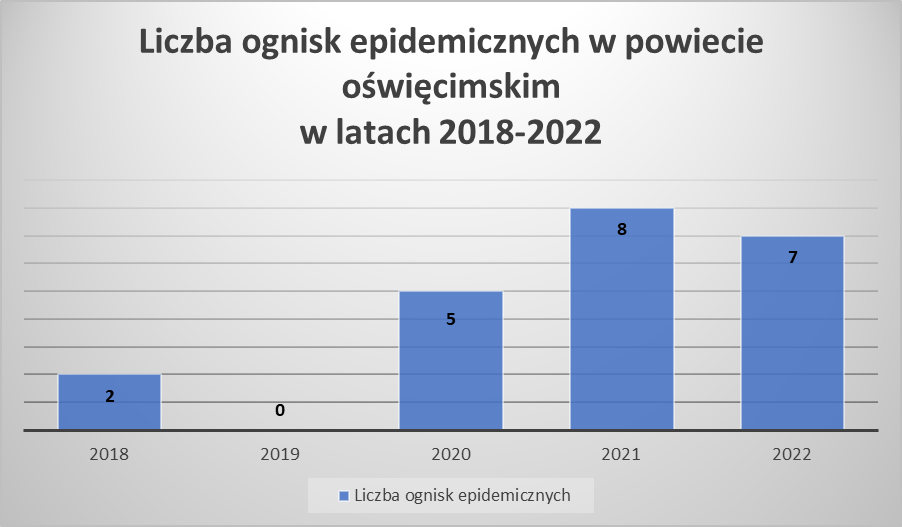 Liczba ognisk epidemicznych w powiecie
oświęcimskim
w latach 2018-2022
2
0
5
8
7
2018
2019
2020
2021
2022
Liczba ognisk epidemicznych